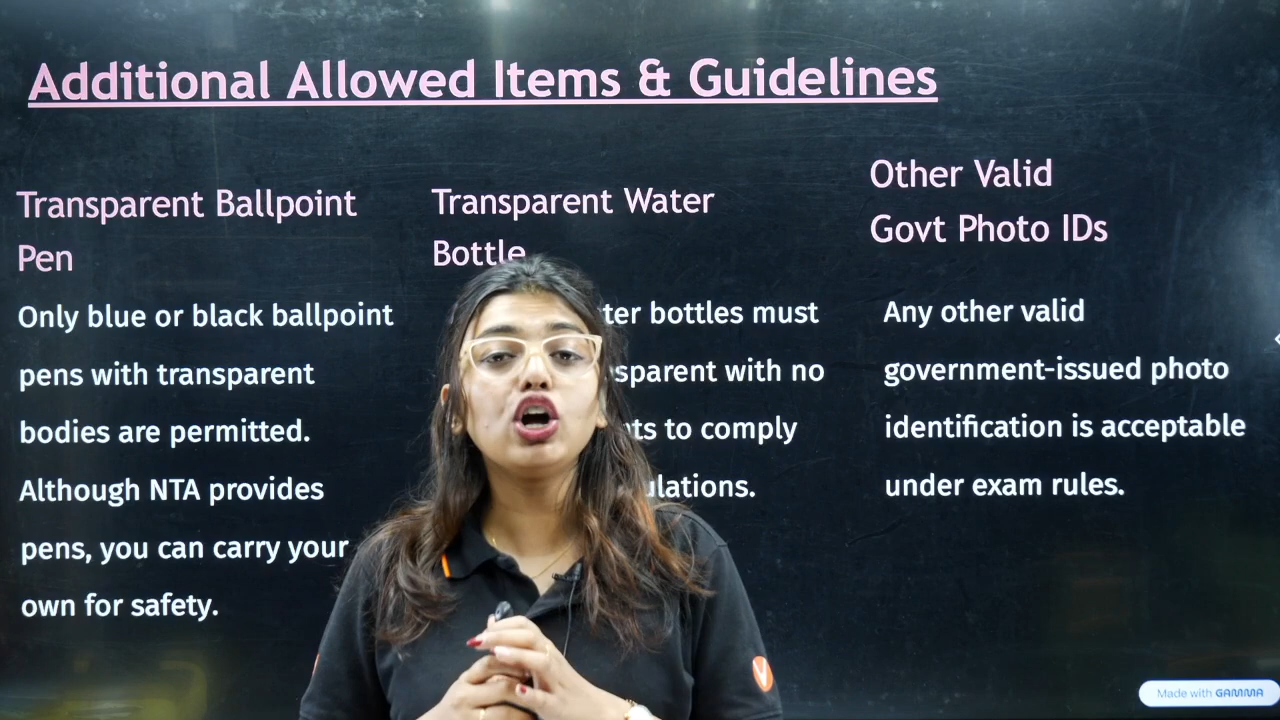 Additional Allowed Items & Guidelines
Transparent Ballpoint
Pen
Only blue or black ballpoint
pens with transparent
bodies are permitted.
Although NTA provides
pens, you can carry your
own for safety.
Transparent Water
Bottle
bottles must
with no
to comply
Other Valid
Govt Photo IDs
Any other valid
government-issued photo
identification is acceptable
under exam rules.
Made with GAMMA